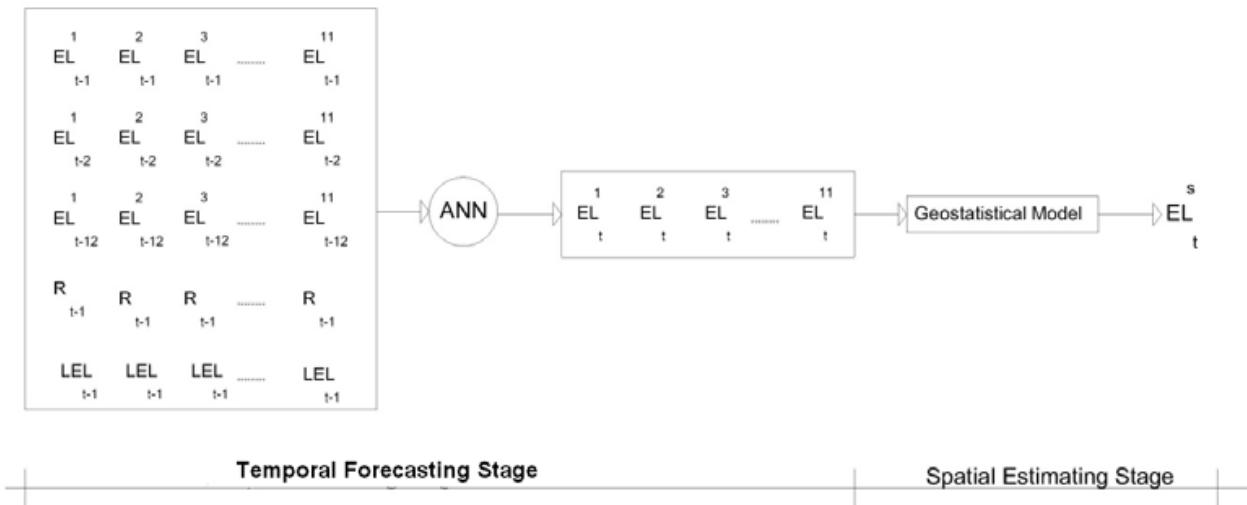 1 2 3 11
EL EL EL ........ EL
t-1 t-1 t-1 t-1
1 2 3 11
EL EL EL ........ EL
t-2 t-2 t-2 t-2
1 2 3 11
EL EL EL ........ EL
t-12 t-12 t-12 t-12
R R R ........ R
t-1 t-1 t-1 t-1
LEL LEL LEL ........ LEL
t-1 t-1 t-1 t-1
ANN
1 2 3 11
EL EL EL ........ EL
t t t t
Geostatistical Model
s
EL
t
Temporal Forecasting Stage
Spatial Estimating Stage